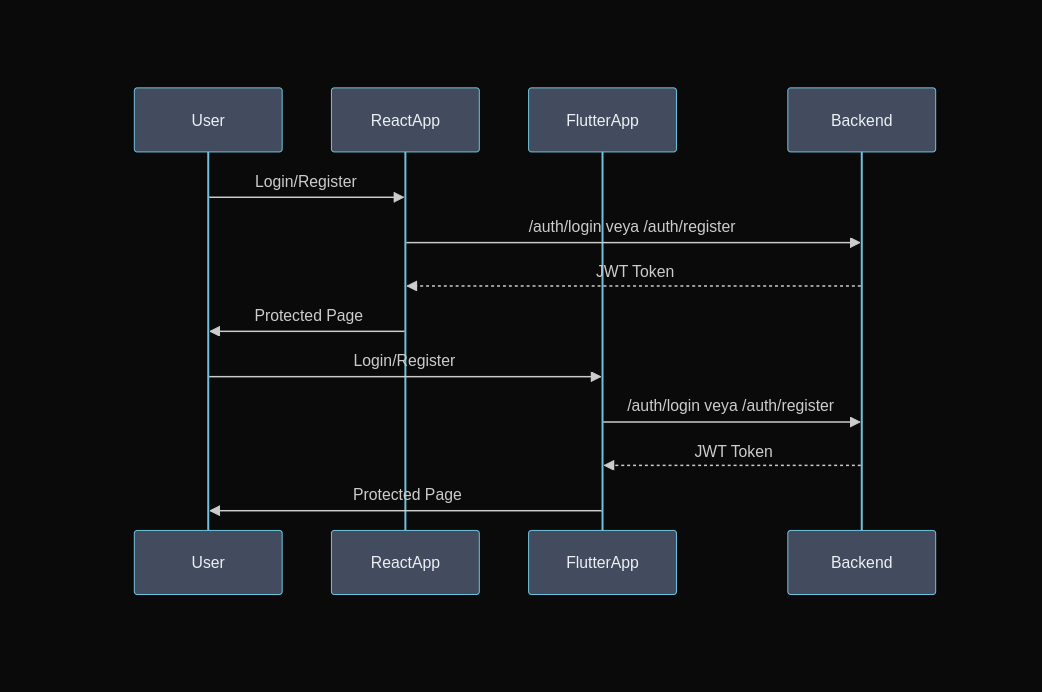 User
ReactApp
FlutterApp
Backend
Login/Register
/auth/login veya /auth/register
JWT Token
Protected Page
Login/Register
/auth/login veya /auth/register
JWT Token
Protected Page
User
ReactApp
FlutterApp
Backend